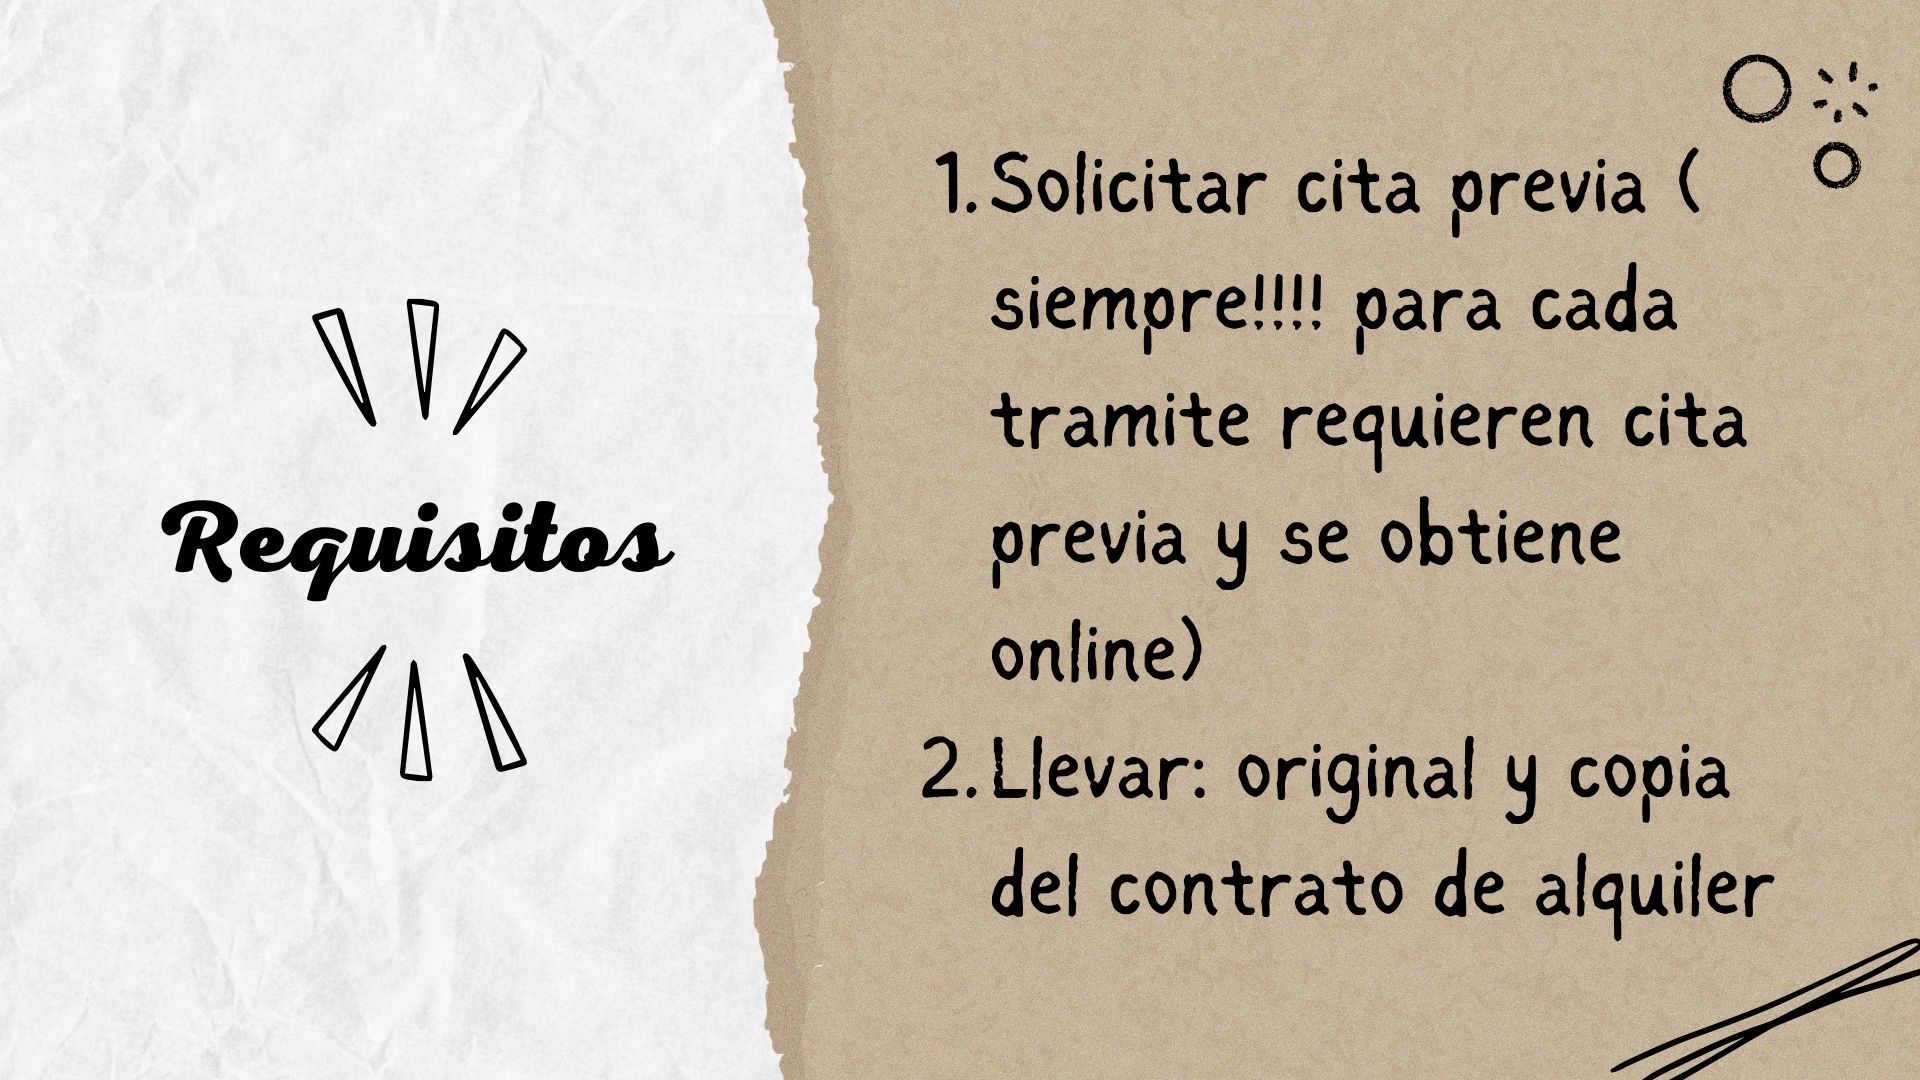 Requisitos
1. Solicitar cita previa (
siempre!!!! para cada
tramite requieren cita
previa y se obtiene
online)
2. Llevar: original y copia
del contrato de alquiler